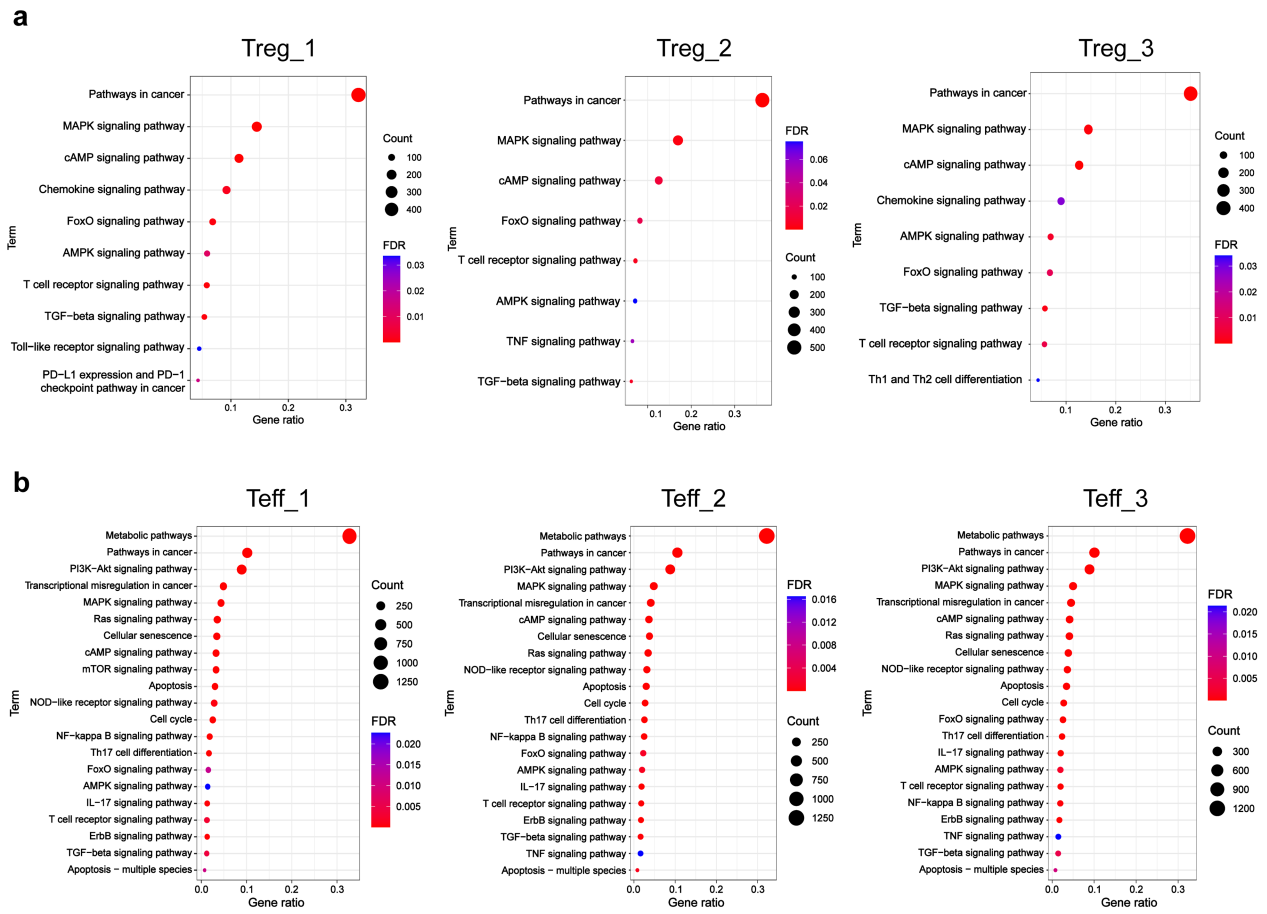 a
Treg_1
Term
Pathways in cancer
MAPK signaling pathway
cAMP signaling pathway
Chemokine signaling pathway
FoxO signaling pathway
AMPK signaling pathway
T cell receptor signaling pathway
TGF−beta signaling pathway
Toll−like receptor signaling pathway
PD−L1 expression and PD−1
checkpoint pathway in cancer
0.1 0.2 0.3
Gene ratio
Count
100
200
300
400
FDR
0.03
0.02
0.01
Treg_2
Term
Pathways in cancer
MAPK signaling pathway
cAMP signaling pathway
FoxO signaling pathway
T cell receptor signaling pathway
AMPK signaling pathway
TNF signaling pathway
TGF−beta signaling pathway
0.1 0.2 0.3
Gene ratio
FDR
0.06
0.04
0.02
Count
100
200
300
400
500
Treg_3
Term
Pathways in cancer
MAPK signaling pathway
cAMP signaling pathway
Chemokine signaling pathway
AMPK signaling pathway
FoxO signaling pathway
TGF−beta signaling pathway
T cell receptor signaling pathway
Th1 and Th2 cell differentiation
0.1 0.2 0.3
Gene ratio
Count
100
200
300
400
FDR
0.03
0.02
0.01
b
Teff_1
Term
Metabolic pathways
Pathways in cancer
PI3K−Akt signaling pathway
Transcriptional misregulation in cancer
MAPK signaling pathway
Ras signaling pathway
Cellular senescence
cAMP signaling pathway
mTOR signaling pathway
Apoptosis
NOD−like receptor signaling pathway
Cell cycle
NF−kappa B signaling pathway
Th17 cell differentiation
FoxO signaling pathway
AMPK signaling pathway
IL−17 signaling pathway
T cell receptor signaling pathway
ErbB signaling pathway
TGF−beta signaling pathway
Apoptosis − multiple species
0.0 0.1 0.2 0.3
Gene ratio
Count
250
500
750
1000
1250
FDR
0.020
0.015
0.010
0.005
Teff_2
Term
Metabolic pathways
Pathways in cancer
PI3K−Akt signaling pathway
MAPK signaling pathway
Transcriptional misregulation in cancer
cAMP signaling pathway
Cellular senescence
Ras signaling pathway
NOD−like receptor signaling pathway
Apoptosis
Cell cycle
Th17 cell differentiation
NF−kappa B signaling pathway
FoxO signaling pathway
AMPK signaling pathway
IL−17 signaling pathway
T cell receptor signaling pathway
ErbB signaling pathway
TGF−beta signaling pathway
TNF signaling pathway
Apoptosis − multiple species
0.0 0.1 0.2 0.3
Gene ratio
FDR
0.016
0.012
0.008
0.004
Count
250
500
750
1000
1250
Teff_3
Term
Metabolic pathways
Pathways in cancer
PI3K−Akt signaling pathway
MAPK signaling pathway
Transcriptional misregulation in cancer
cAMP signaling pathway
Ras signaling pathway
Cellular senescence
NOD−like receptor signaling pathway
Apoptosis
Cell cycle
FoxO signaling pathway
Th17 cell differentiation
IL−17 signaling pathway
AMPK signaling pathway
T cell receptor signaling pathway
NF−kappa B signaling pathway
ErbB signaling pathway
TNF signaling pathway
TGF−beta signaling pathway
Apoptosis − multiple species
0.0 0.1 0.2 0.3
Gene ratio
FDR
0.020
0.015
0.010
0.005
Count
300
600
900
1200